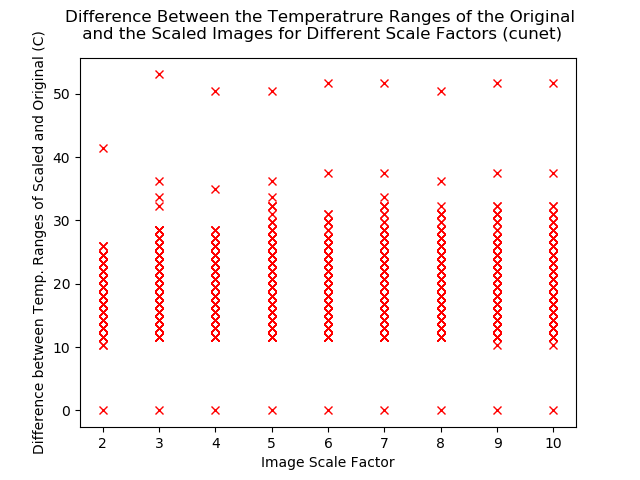 Difference Between the Temperatrure Ranges of the Original
and the Scaled Images for Different Scale Factors (cunet)
Difference between Temp. Ranges of Scaled and Original (C)
50
40
30
20
10
0
2 3 4 5 6 7 8 9 10
Image Scale Factor